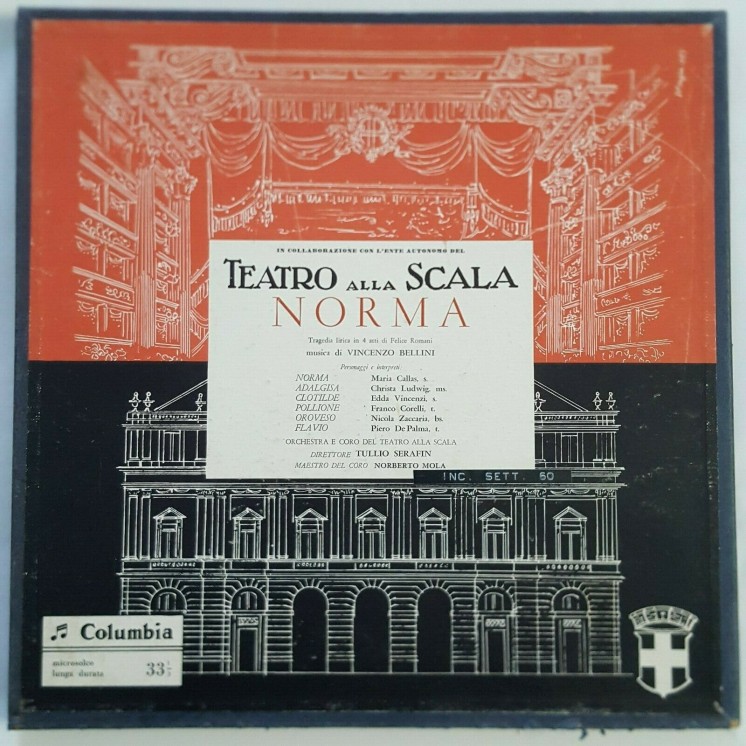 IN COLLABORAZIONE CON L'ENTE AUTONOMO DEL
TEATRO ALLA SCALA
NORMA
Tragedia lirica in 4 atti di Felice Romani
musica di VINCENZO BELLINI
Personaggi e interpreti:
NORMA Maria Callas, s.
ADALGISA Christa Ludwig, ms.
CLOTILDE Edda Vincenzi, s.
POLLIONE Franco Corelli, t.
OROVESO Nicola Zaccaria, bs.
FLAVIO Piero De Palma, t.
ORCHESTRA E CORO DEL TEATRO ALLA SCALA
DIRETTORE TULLIO SERAFIN
MAESTRO DEL CORO NORBERTO MOLA
INC. SETT. 60
Columbia
microsolco
lunga durata
33 1/3